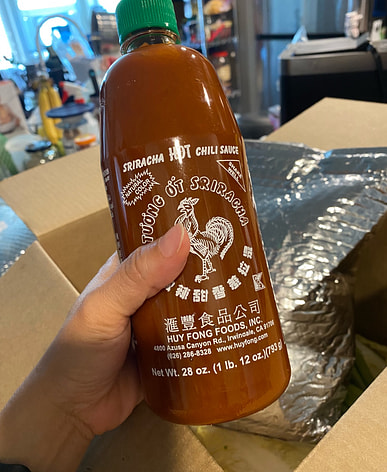 SRIRACHA HOT CHILI SAUCE
TƯƠNG ỚT SRIRACHA
滙豐食品公司
HUY FONG FOODS, INC.
4800 Azusa Canyon Rd., Irwindale, CA 91706
(626) 286-8328 www.huyfong.com
Net Wt. 28 oz. (1 lb. 12 oz.) (793 g)